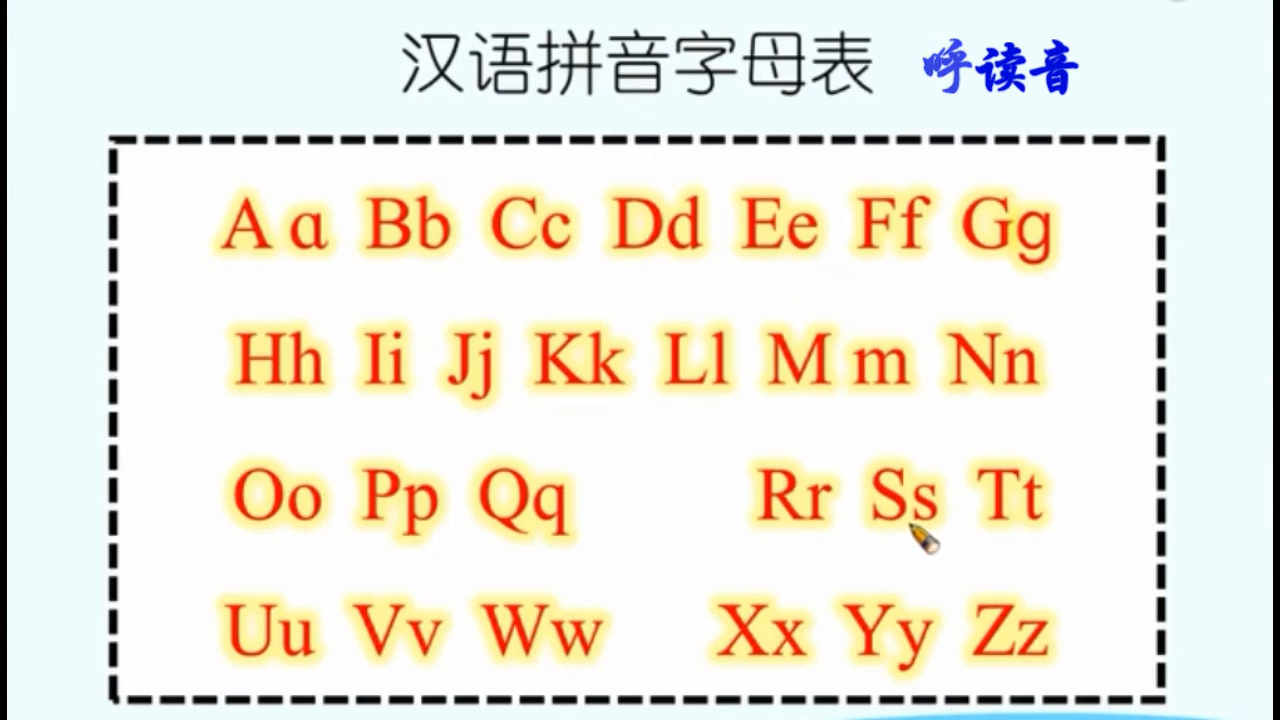 汉语拼音字母表 呼读音
Aɑ Bb Cc Dd Ee Ff Gg
Hh Ii Jj Kk Ll Mm Nn
Oo Pp Qq Rr Ss Tt
Uu Vv Ww Xx Yy Zz